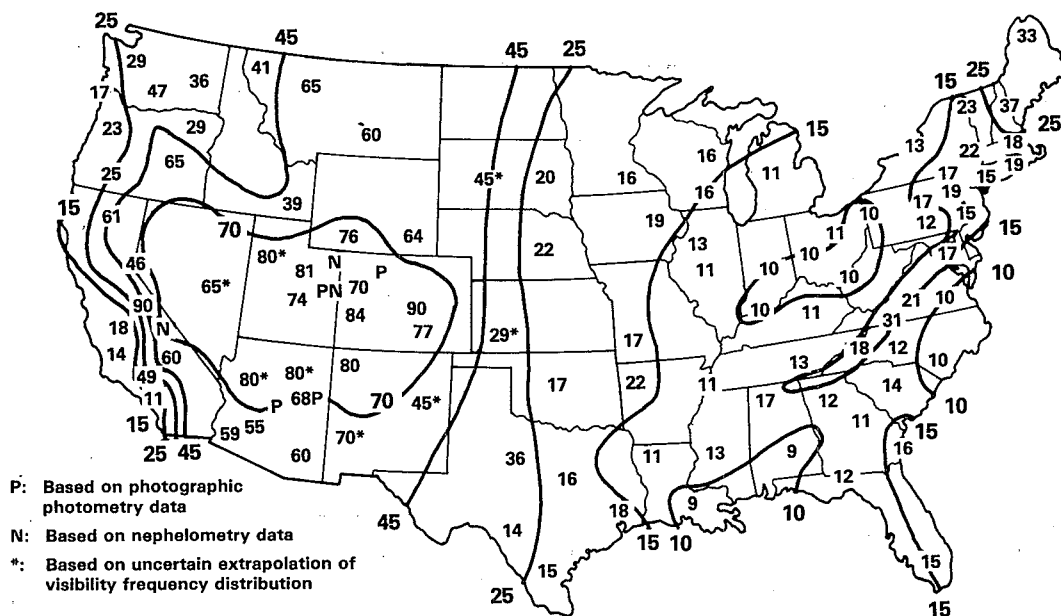 25 45 45 25
29 41 33
36 65 15 25
17 47 23 37
23 29 60 15 25
65 13 18
25 16 22 19
45* 20 16 11 17 15
15 39 16 17 19
61 10 12 15
70 76 64 19 11 15
80* N 22 13 10 17
46 81 P 10 10 10
65* PN 70 11 10
90 74 90 21 10
N 84 10 11
18 77 31
60 29* 17 18 12
14 80* 80* 80 13 10
49 22 11
11 P 68P 70 45* 17 14
55 17 12 10
15 59 70* 11 15
25 45 60 36 9 16
11 13
16 12
P: Based on photographic
photometry data
45 18 9 10
N: Based on nephelometry data
14 15 10
*: Based on uncertain extrapolation of
visibility frequency distribution
15 15
25 15